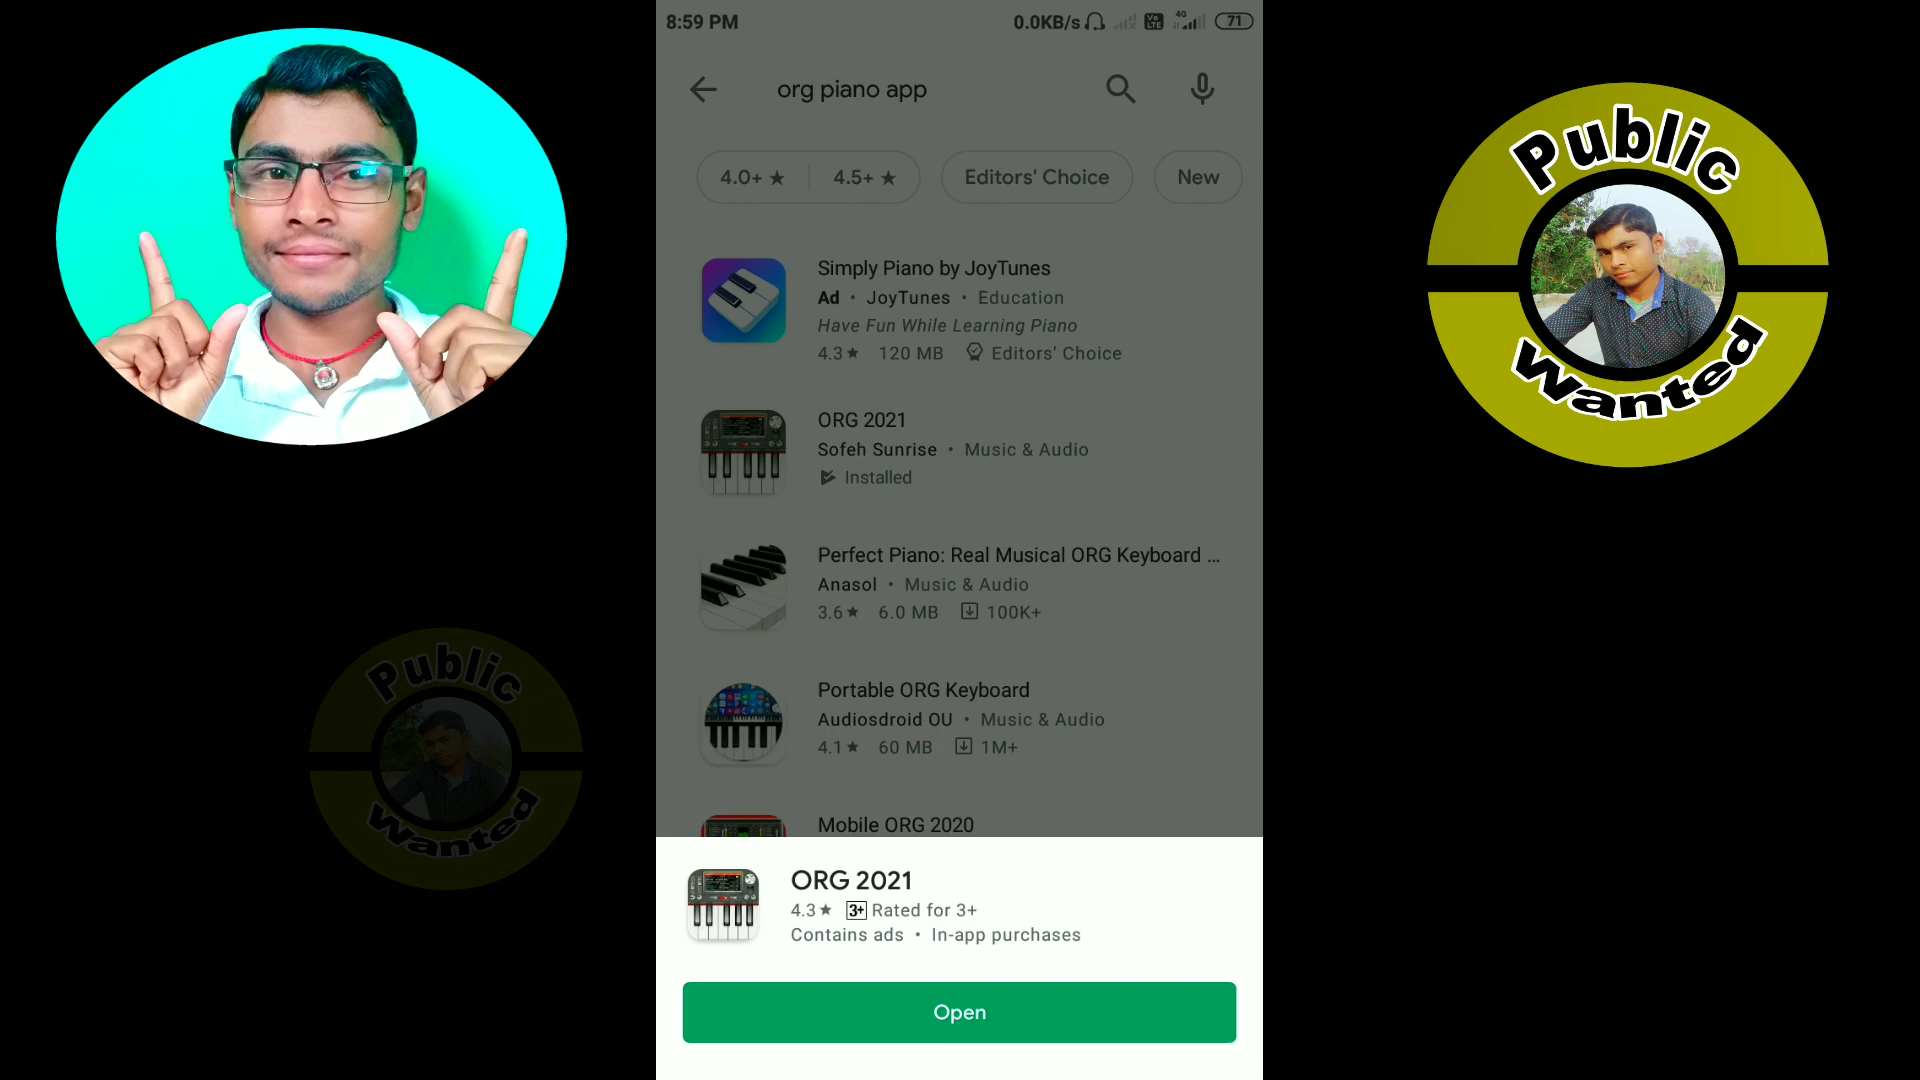 8:59 PM
0.0KB/s Vo LTE 4G 71
org piano app
4.0+ ★ 4.5+ ★ Editors' Choice New
Simply Piano by JoyTunes
Ad • JoyTunes • Education
Have Fun While Learning Piano
4.3★ 120 MB Editors' Choice
ORG 2021
Sofeh Sunrise • Music & Audio
Installed
Perfect Piano: Real Musical ORG Keyboard ...
Anasol • Music & Audio
3.6★ 6.0 MB 100K+
Portable ORG Keyboard
Audiosdroid OU • Music & Audio
4.1★ 60 MB 1M+
Mobile ORG 2020
ORG 2021
4.3★ 3+ Rated for 3+
Contains ads • In-app purchases
Open
Public
Wanted
Public
Wanted